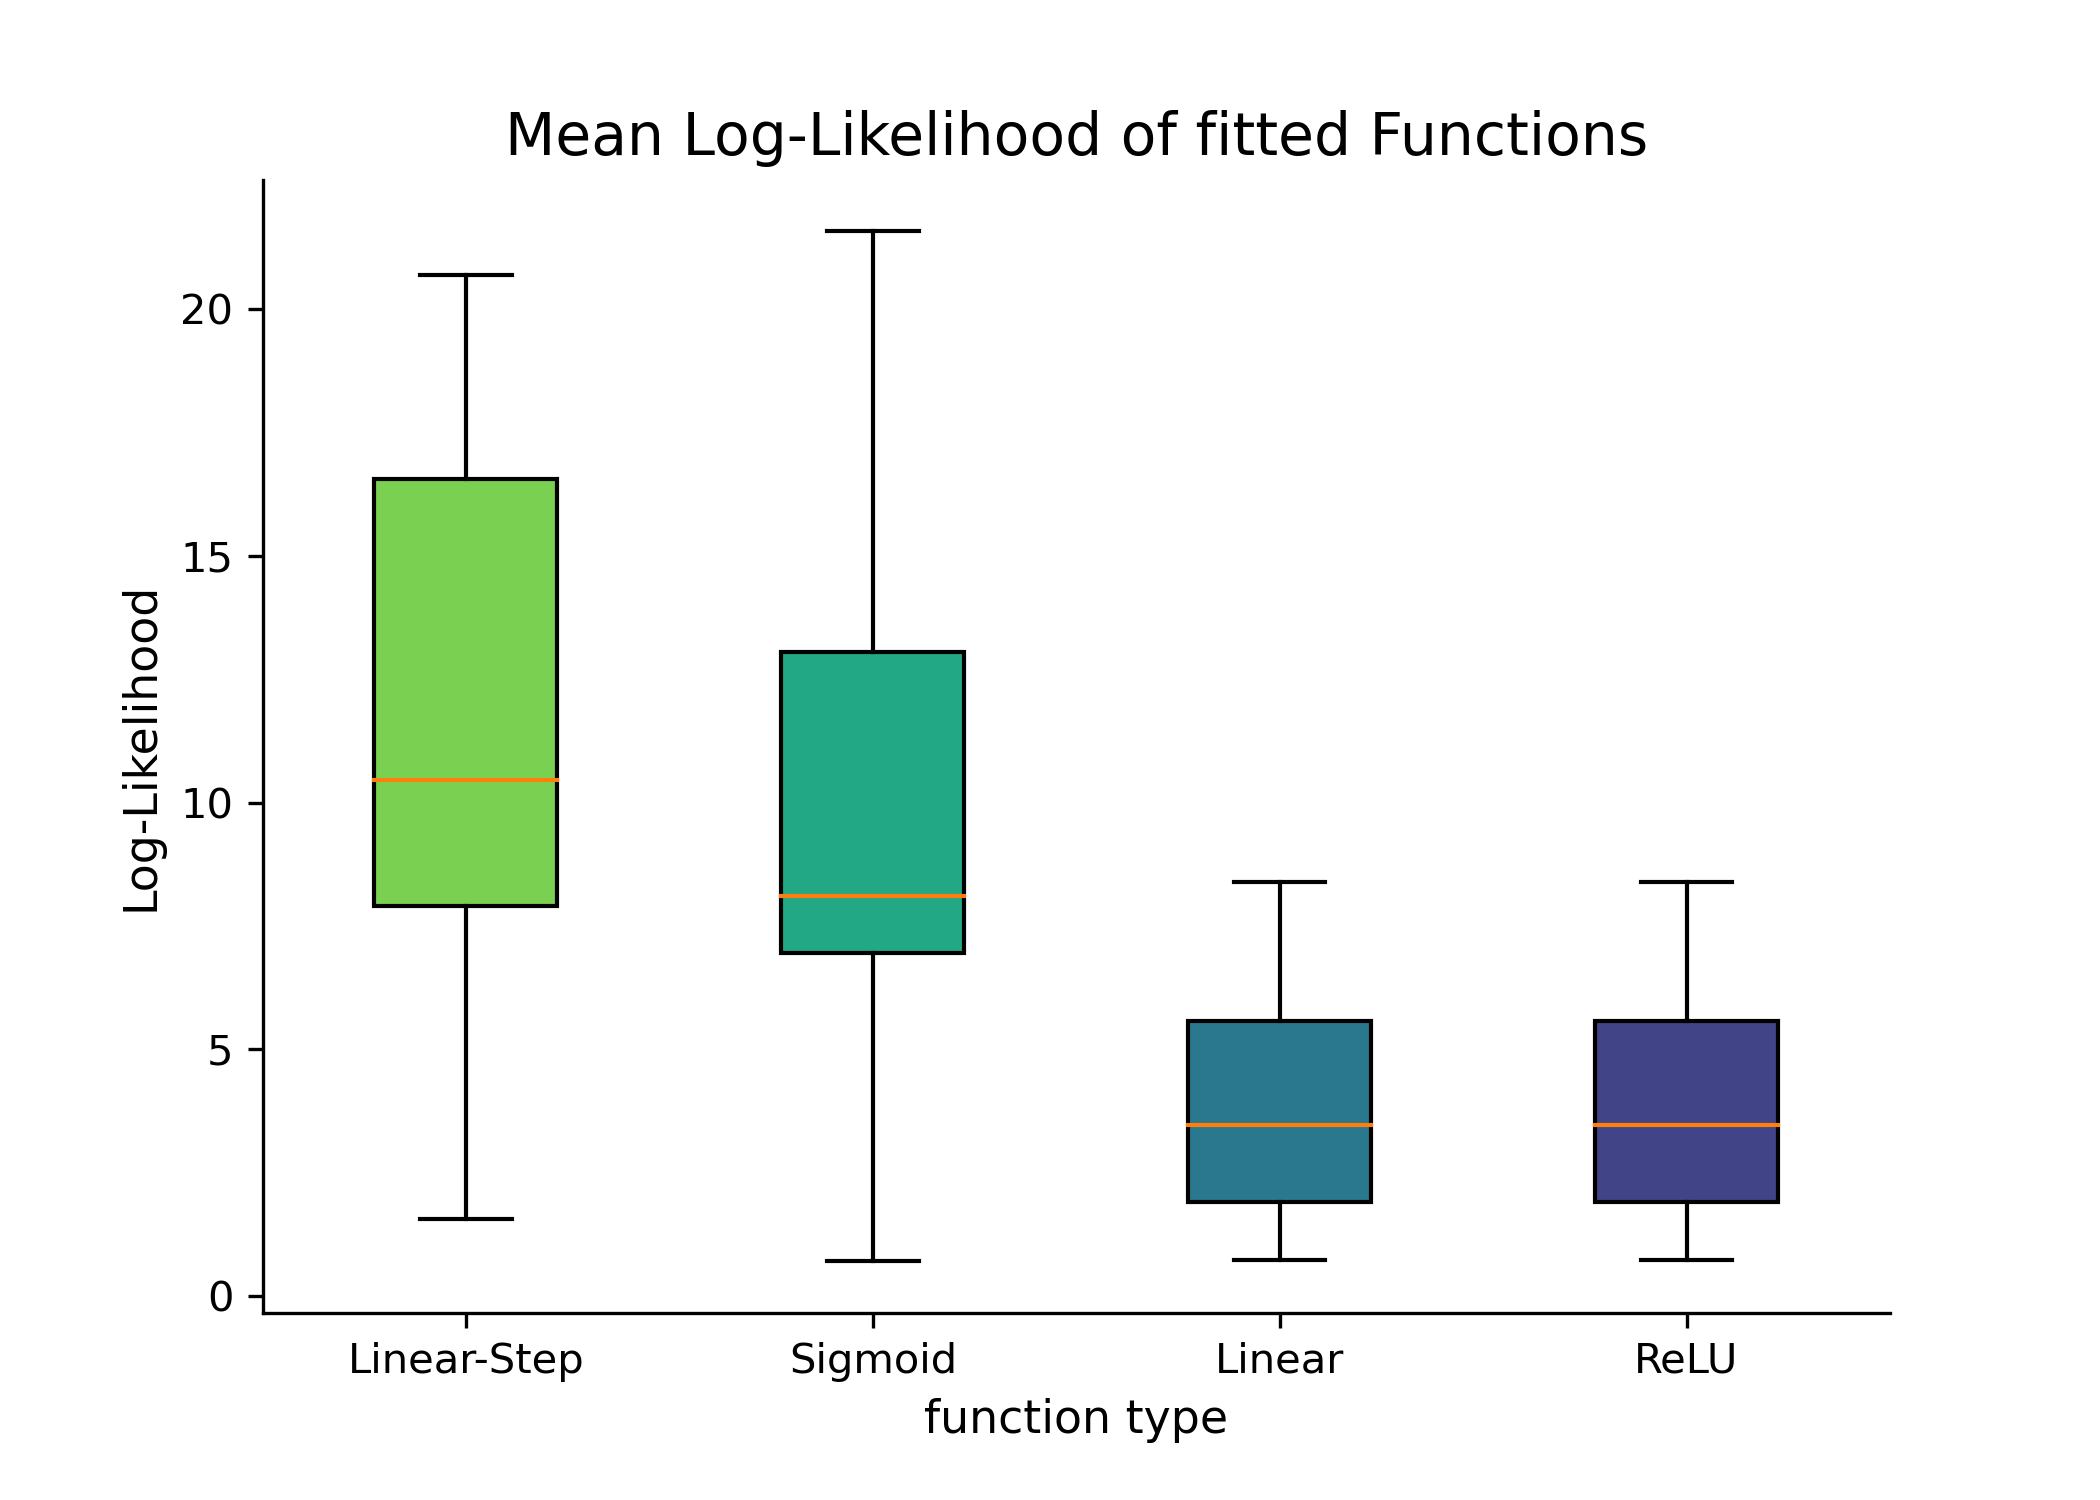 Mean Log-Likelihood of fitted Functions
Log-Likelihood
20
15
10
5
0
Linear-Step Sigmoid Linear ReLU
function type